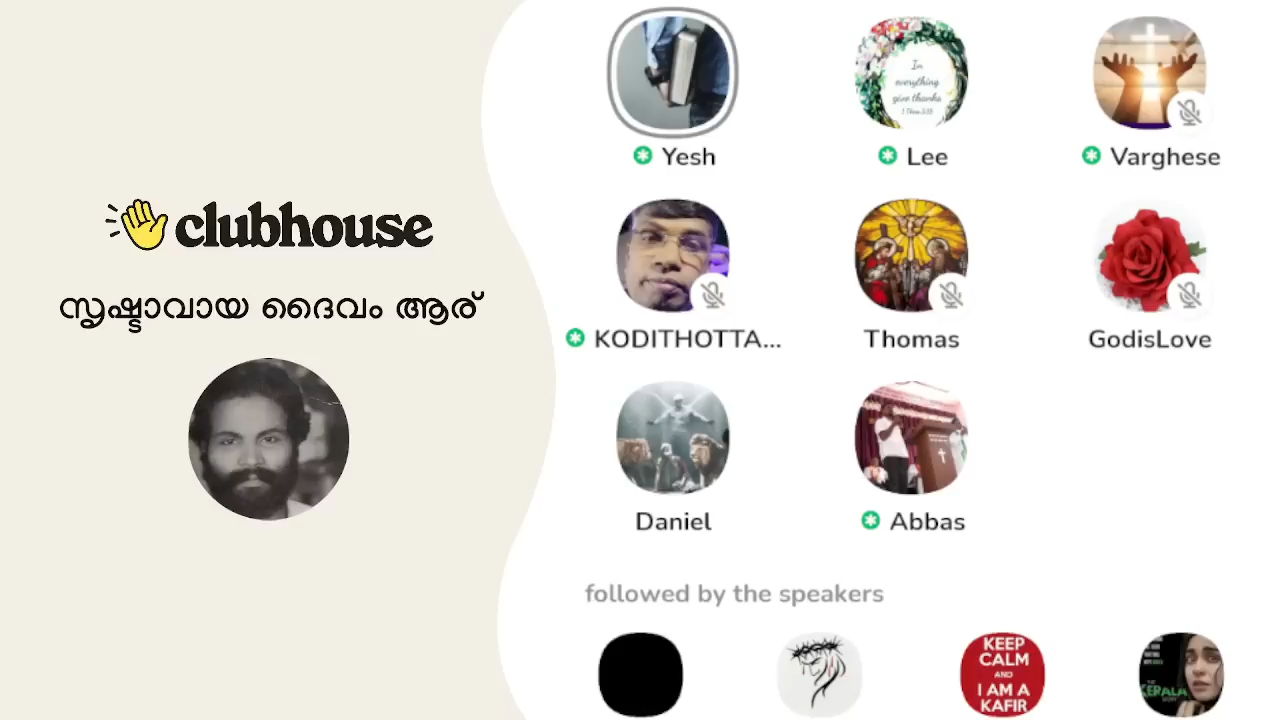 clubhouse
സൃഷ്ടാവായ ദൈവം ആര്
In
everything
give thanks
Yesh
Lee
Varghese
KODITHOTTA...
Thomas
GodisLove
Daniel
Abbas
followed by the speakers
KEEP
CALM
AND
I AM A
KAFIR
KERALA